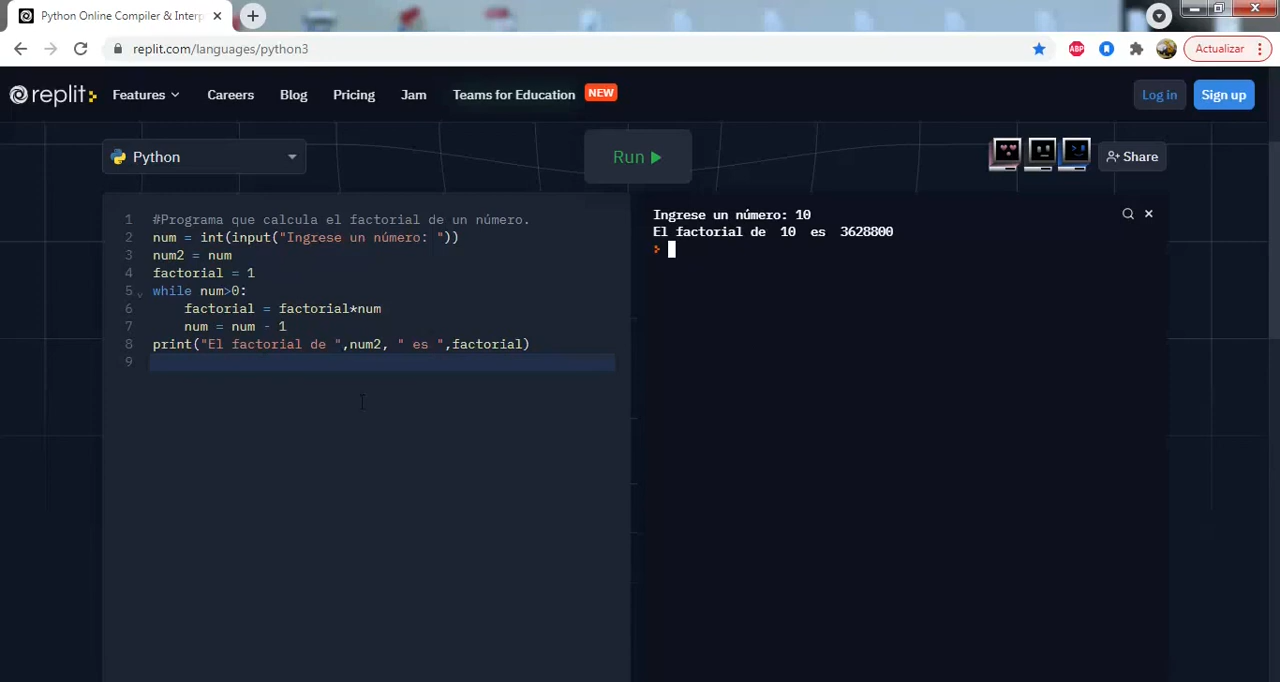 Python Online Compiler & Interp
replit.com/languages/python3
ABP
Actualizar
replit
Features
Careers
Blog
Pricing
Jam
Teams for Education
NEW
Log in
Sign up
Python
Run
Share
1 #Programa que calcula el factorial de un número.
2 num = int(input("Ingrese un número: "))
3 num2 = num
4 factorial = 1
5 while num>0:
6 factorial = factorial*num
7 num = num - 1
8 print("El factorial de ",num2, " es ",factorial)
9
Ingrese un número: 10
El factorial de  10  es  3628800